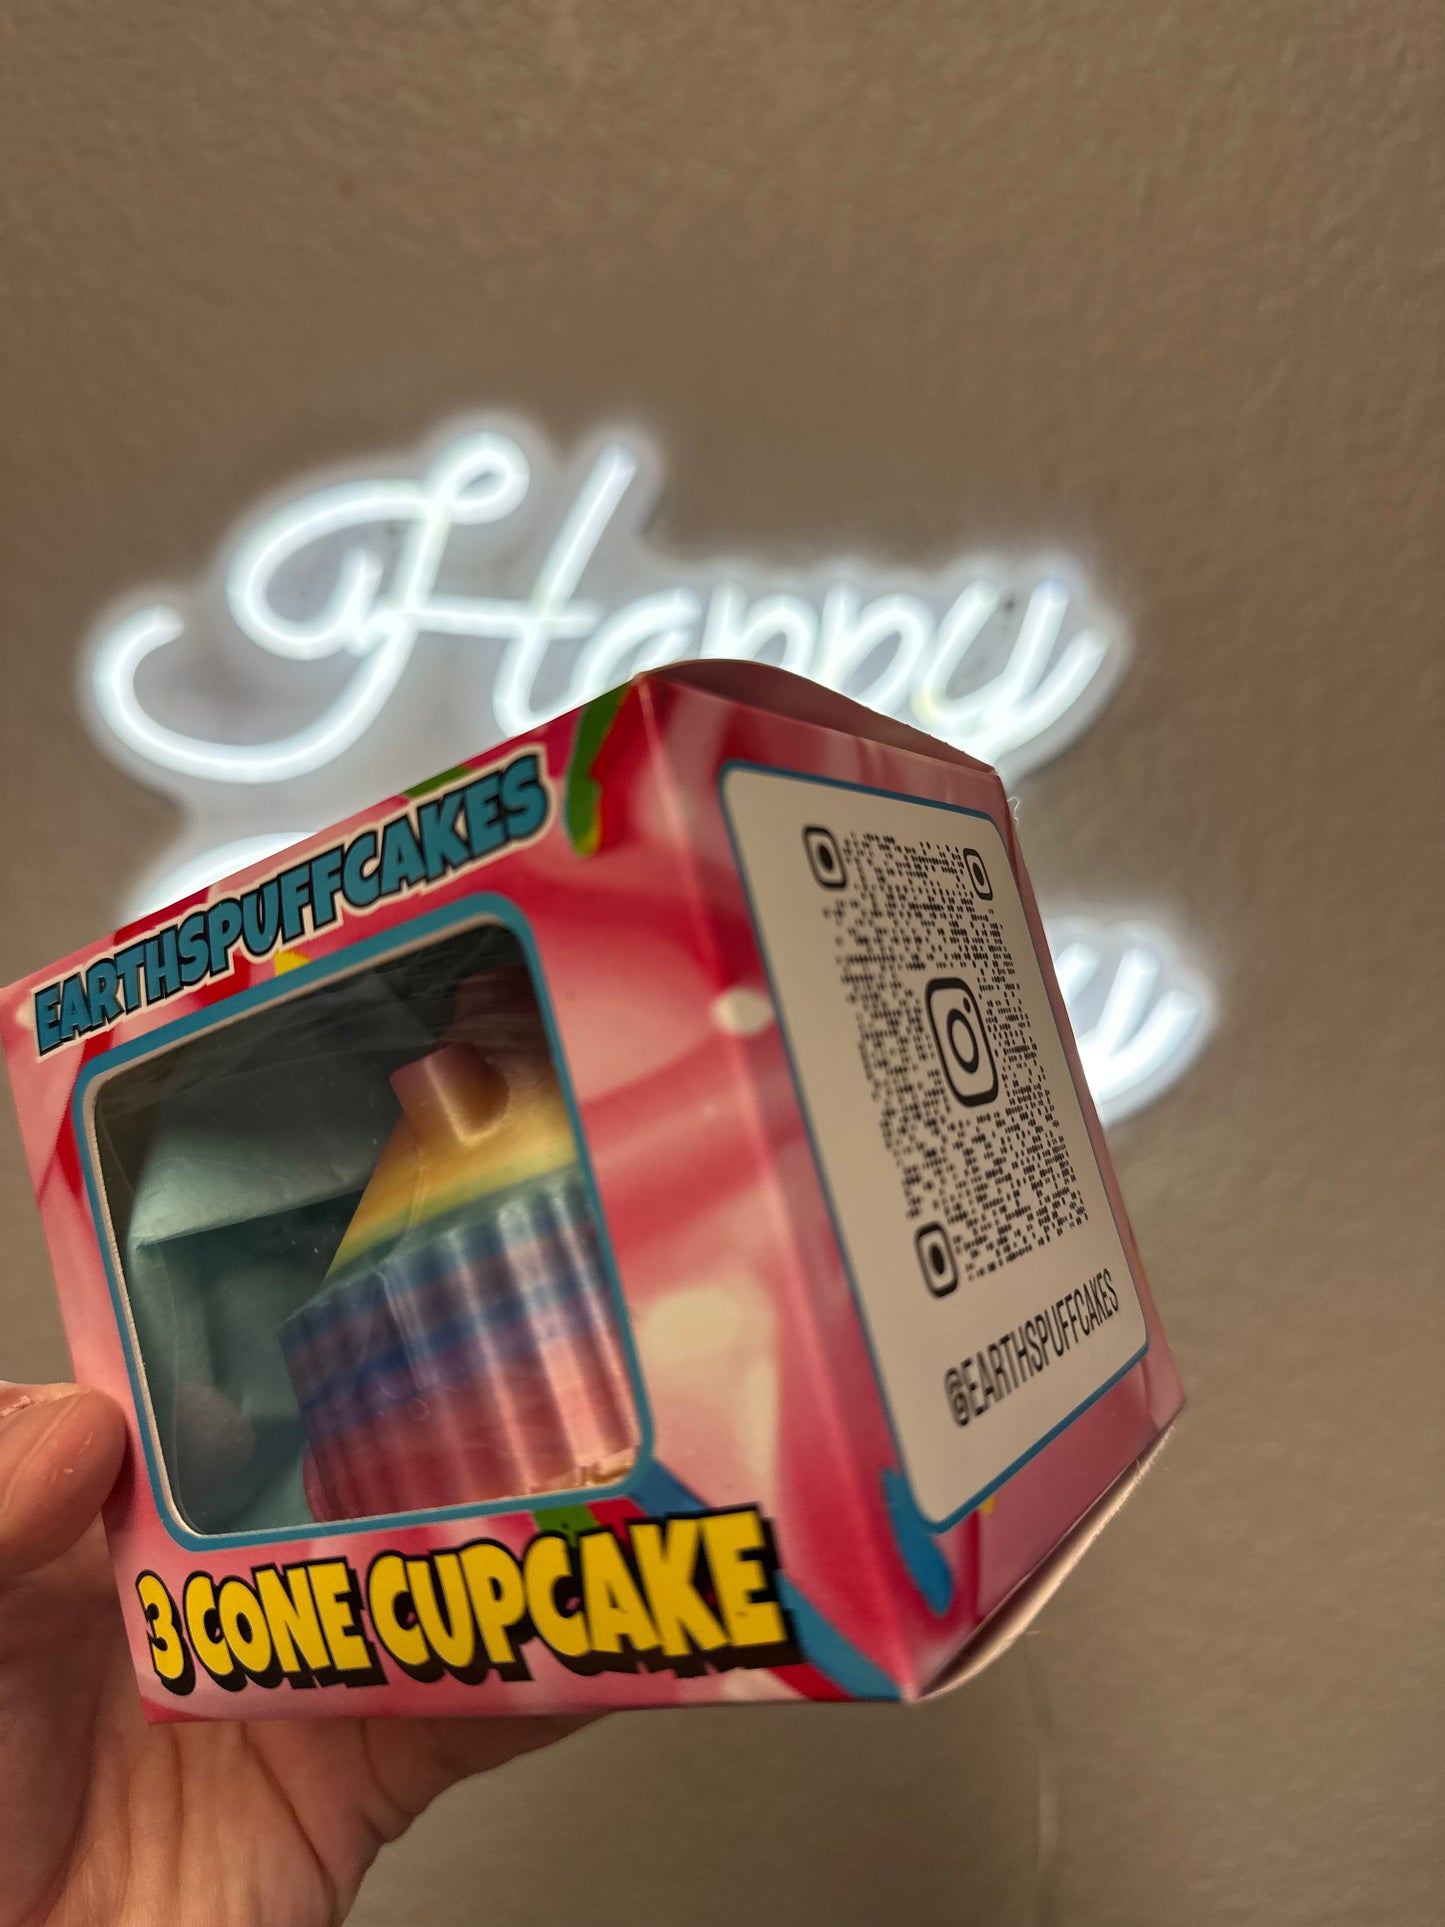 Happy
EARTHSPUFFCAKES
3 CONE CUPCAKE
@EARTHSPUFFCAKES